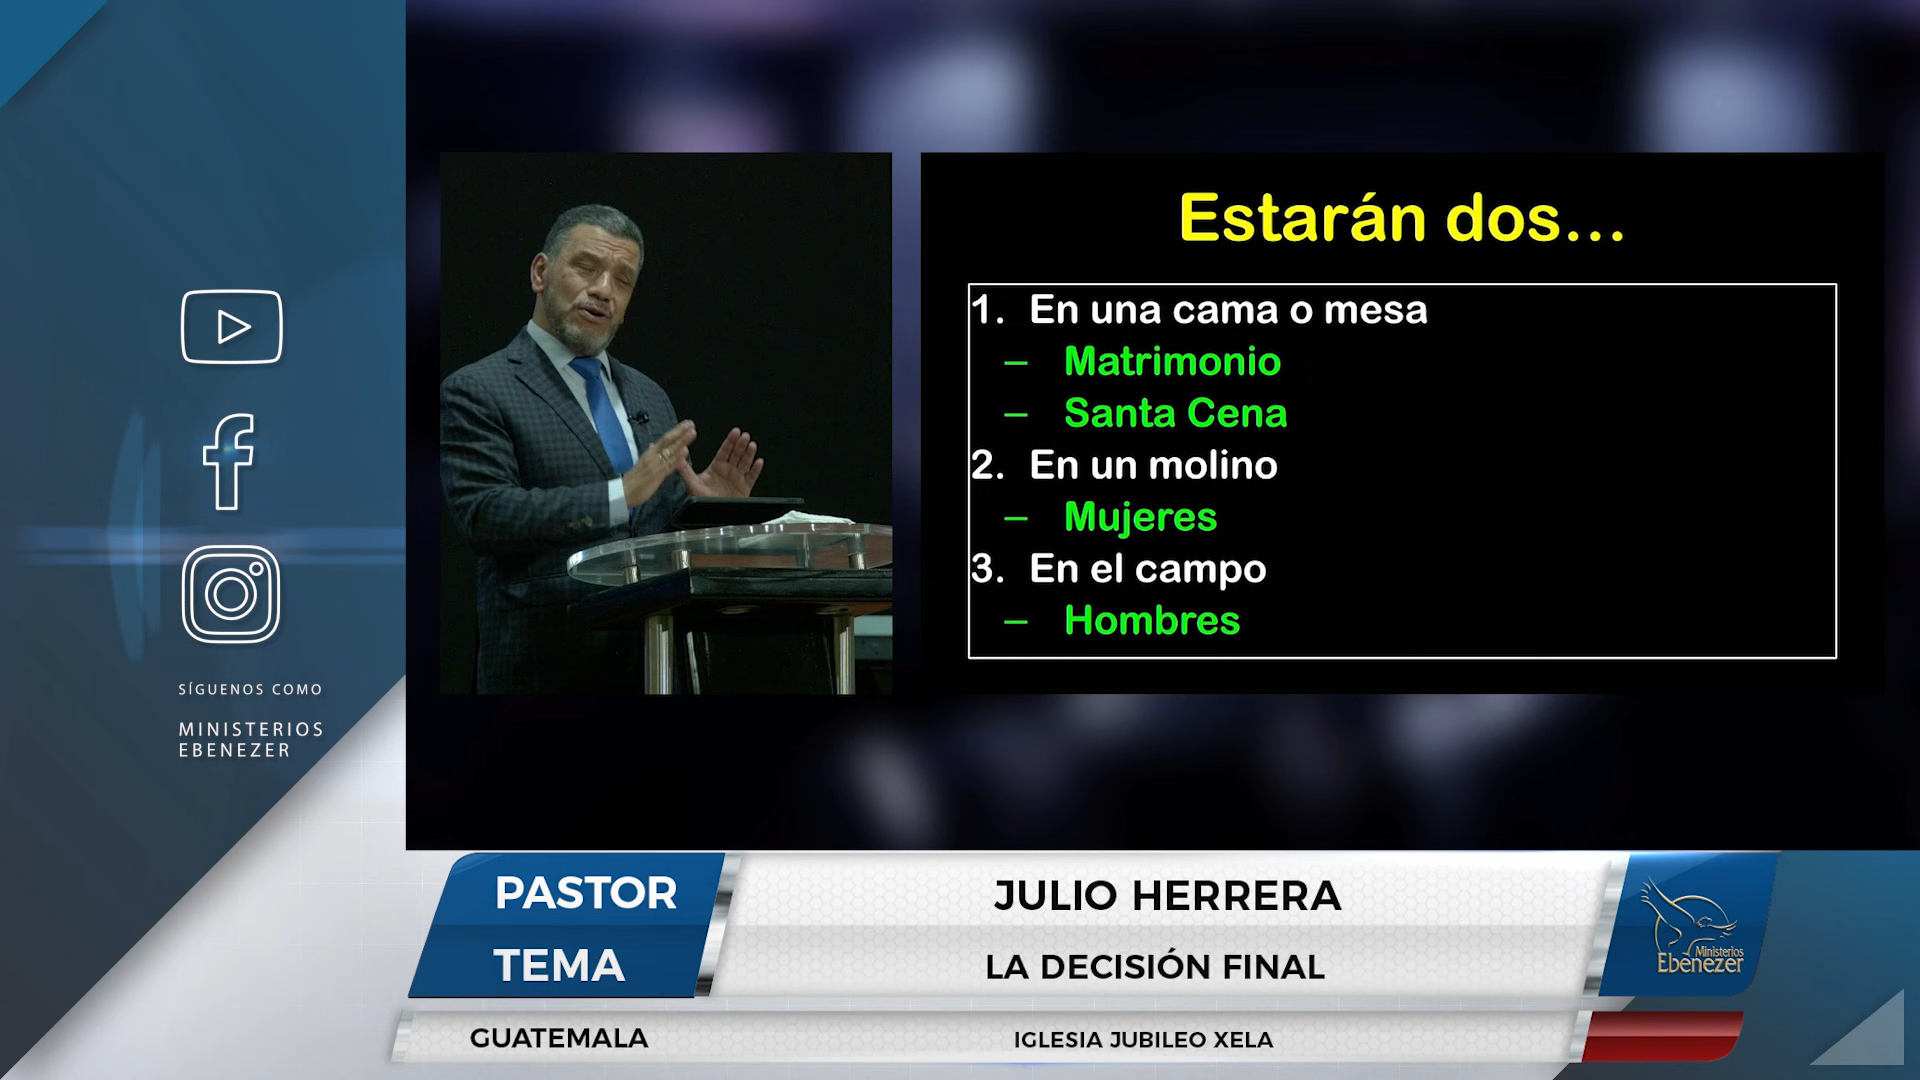 SÍGUENOS COMO
MINISTERIOS
EBENEZER
Estarán dos...
1. En una cama o mesa
– Matrimonio
– Santa Cena
2. En un molino
– Mujeres
3. En el campo
– Hombres
PASTOR
JULIO HERRERA
TEMA
LA DECISIÓN FINAL
Ministerios
Ebenezer
GUATEMALA
IGLESIA JUBILEO XELA